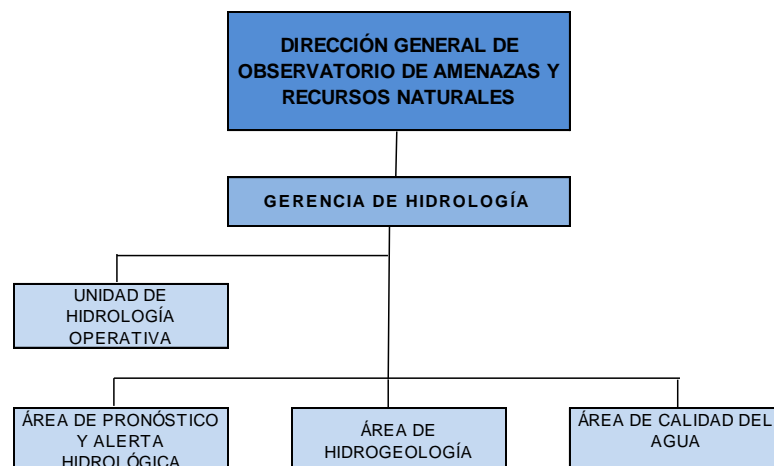 DIRECCIÓN GENERAL DE
OBSERVATORIO DE AMENAZAS Y
RECURSOS NATURALES
GERENCIA DE HIDROLOGÍA
UNIDAD DE
HIDROLOGÍA
OPERATIVA
ÁREA DE PRONÓSTICO
Y ALERTA
HIDROLÓGICA
ÁREA DE
HIDROGEOLOGÍA
ÁREA DE CALIDAD DEL
AGUA